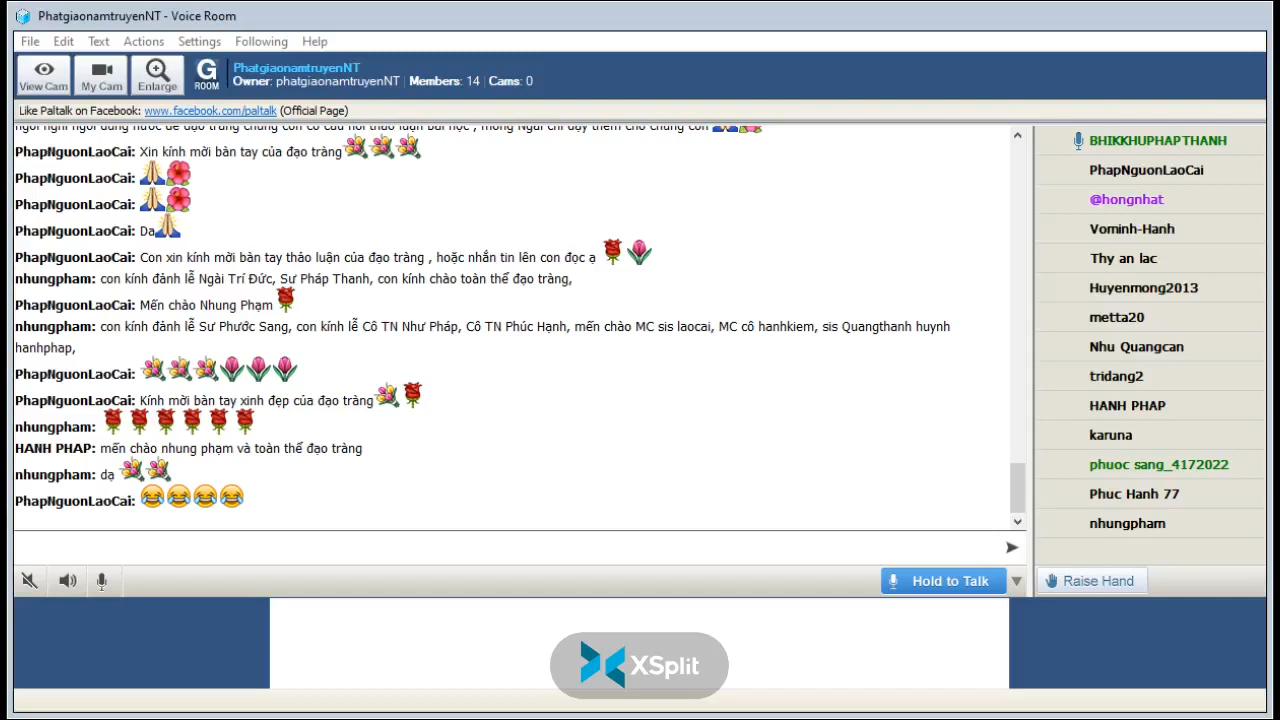 PhatgiaonamtruyenNT - Voice Room
File Edit Text Actions Settings Following Help
View Cam My Cam Enlarge G ROOM
PhatgiaonamtruyenNT
Owner: phatgiaonamtruyenNT | Members: 14 | Cams: 0
Like Paltalk on Facebook: www.facebook.com/paltalk (Official Page)
PhapNguonLaoCai: Xin kính mời bàn tay của đạo tràng
PhapNguonLaoCai:
PhapNguonLaoCai:
PhapNguonLaoCai: Da
PhapNguonLaoCai: Con xin kính mời bàn tay thảo luận của đạo tràng , hoặc nhắn tin lên con đọc ạ
nhungpham: con kính đảnh lễ Ngài Trí Đức, Sư Pháp Thanh, con kính chào toàn thể đạo tràng,
PhapNguonLaoCai: Mến chào Nhung Phạm
nhungpham: con kính đảnh lễ Sư Phước Sang, con kính lễ Cô TN Như Pháp, Cô TN Phúc Hạnh, mến chào MC sis laocai, MC cô hanhkiem, sis Quangthanh huynh
hanhphap,
PhapNguonLaoCai:
PhapNguonLaoCai: Kính mời bàn tay xinh đẹp của đạo tràng
nhungpham:
HANH PHAP: mến chào nhung phạm và toàn thể đạo tràng
nhungpham: dạ
PhapNguonLaoCai:
Hold to Talk
BHIKKHUPHAPTHANH
PhapNguonLaoCai
@hongnhat
Vominh-Hanh
Thy an lac
Huyenmong2013
metta20
Nhu Quangcan
tridang2
HANH PHAP
karuna
phuoc sang_4172022
Phuc Hanh 77
nhungpham
Raise Hand
XSplit